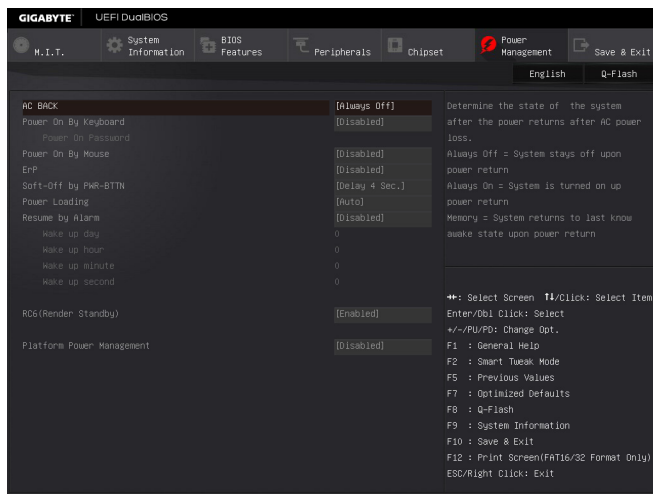 GIGABYTE™ UEFI DualBIOS
M.I.T. System Information BIOS Features Peripherals Chipset Power Management Save & Exit
English Q-Flash
AC BACK [Always Off]
Power On By Keyboard [Disabled]
Power On Password
Power On By Mouse [Disabled]
ErP [Disabled]
Soft-Off by PWR-BTTN [Delay 4 Sec.]
Power Loading [Auto]
Resume by Alarm [Disabled]
Wake up day 0
Wake up hour 0
Wake up minute 0
Wake up second 0
RC6(Render Standby) [Enabled]
Platform Power Management [Disabled]
Determine the state of the system
after the power returns after AC power
loss.
Always Off = System stays off upon
power return
Always On = System is turned on up
power return
Memory = System returns to last know
awake state upon power return
→←: Select Screen ↑↓/Click: Select Item
Enter/Dbl Click: Select
+/-/PU/PD: Change Opt.
F1 : General Help
F2 : Smart Tweak Mode
F5 : Previous Values
F7 : Optimized Defaults
F8 : Q-Flash
F9 : System Information
F10 : Save & Exit
F12 : Print Screen(FAT16/32 Format Only)
ESC/Right Click: Exit